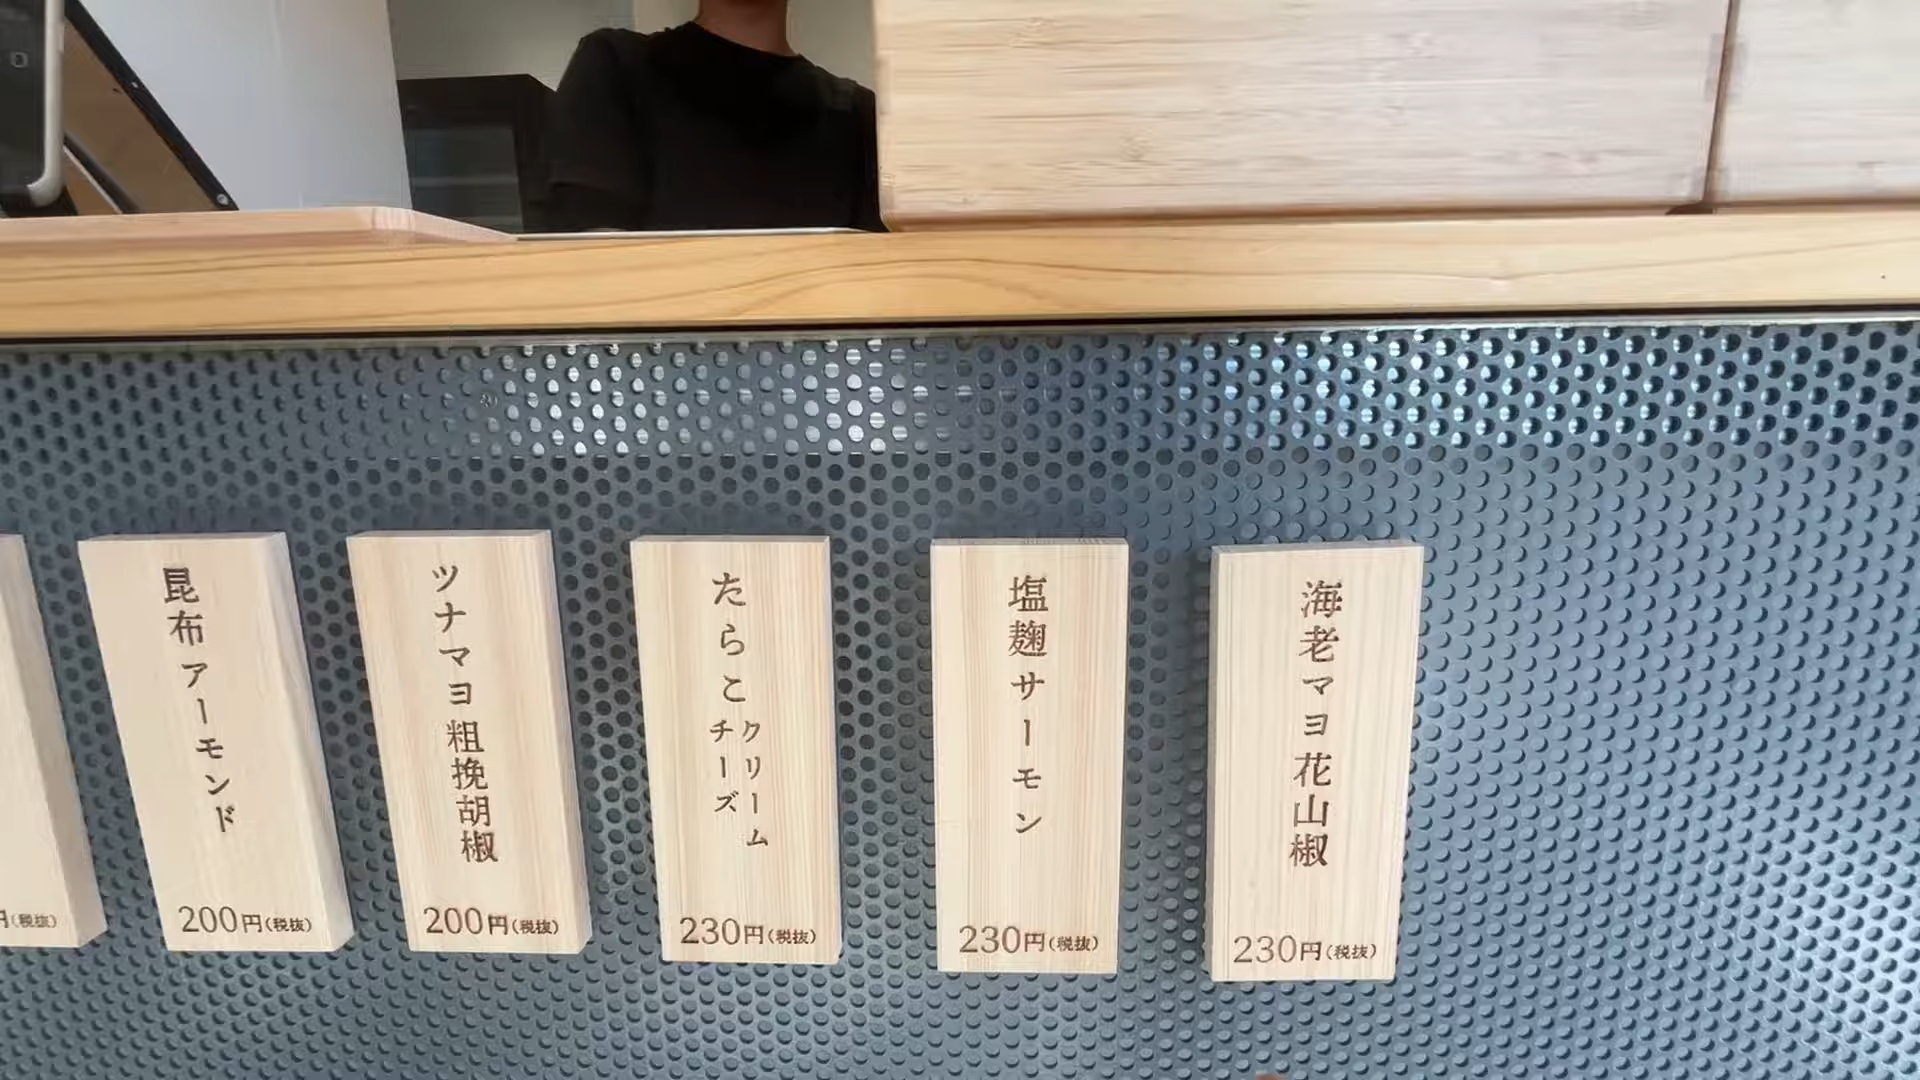 円(税抜)
昆布アーモンド
200円(税抜)
ツナマヨ粗挽胡椒
200円(税抜)
たらこ
クリーム
チーズ
230円(税抜)
塩麹サーモン
230円(税抜)
海老マヨ花山椒
230円(税抜)